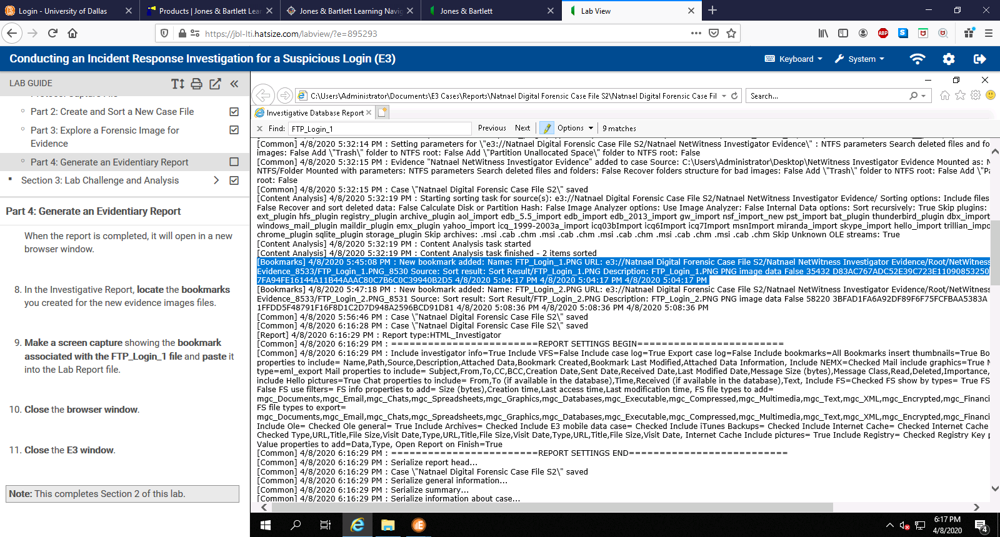 Login - University of Dallas
Products | Jones & Bartlett Lear
Jones & Bartlett Learning Navig
Jones & Bartlett
Lab View
https://jbl-lti.hatsize.com/labview/?e=895293
Conducting an Incident Response Investigation for a Suspicious Login (E3)
Keyboard
System
LAB GUIDE
Part 2: Create and Sort a New Case File
Part 3: Explore a Forensic Image for
Evidence
Part 4: Generate an Evidentiary Report
Section 3: Lab Challenge and Analysis
Part 4: Generate an Evidentiary Report
When the report is completed, it will open in a new
browser window.
8. In the Investigative Report, locate the bookmarks
you created for the new evidence images files.
9. Make a screen capture showing the bookmark
associated with the FTP_Login_1 file and paste it
into the Lab Report file.
10. Close the browser window.
11. Close the E3 window.
Note: This completes Section 2 of this lab.
C:\Users\Administrator\Documents\E3 Cases\Reports\Natnael Digital Forensic Case File S2\Natnael Digital Forensic Case Fil
Search...
Investigative Database Report
Find: FTP_Login_1
Previous Next Options 9 matches
[Common] 4/8/2020 5:32:14 PM : Setting parameters for \"e3://Natnael Digital Forensic Case File S2/Natnael NetWitness Investigator Evidence\" : NTFS parameters Search deleted files and fo
images: False Add \"Trash\" folder to NTFS root: False Add \"Partition Unallocated Space\" folder to NTFS root: False
[Common] 4/8/2020 5:32:15 PM : Evidence "Natnael NetWitness Investigator Evidence" added to case Source: C:\Users\Administrator\Desktop\NetWitness Investigator Evidence Mounted as: N
NTFS/Folder Mounted with parameters: NTFS parameters Search deleted files and folders: False Recover folders structure for bad images: False Add \"Trash\" folder to NTFS root: False Add \"Pa
root: False
[Common] 4/8/2020 5:32:15 PM : Case \"Natnael Digital Forensic Case File S2\" saved
[Content Analysis] 4/8/2020 5:32:19 PM : Starting sorting task for source(s): e3://Natnael Digital Forensic Case File S2/Natnael NetWitness Investigator Evidence/ Sorting options: Include files
False Recover and sort deleted data: False Calculate Disk or Partition Hash: False Image Analyzer options: Use Image Analyzer: False Internal Data options: Sort recursively: True Skip plugins:
ext_plugin hfs_plugin registry_plugin archive_plugin aol_import edb_5.5_import edb_import edb_2013_import gw_import nsf_import_new pst_import bat_plugin thunderbird_plugin dbx_import
windows_mail_plugin maildir_plugin emx_plugin yahoo_import icq_1999-2003a_import icq03bImport icq6Import icq7Import msnImport miranda_import skype_import hello_import trillian_impo
chrome_plugin sqlite_plugin storage_plugin Skip archives: .msi .cab .chm .msi .cab .chm .msi .cab .chm .msi .cab .chm .msi .cab .chm .msi .cab .chm Skip Unknown OLE streams: True
[Content Analysis] 4/8/2020 5:32:19 PM : Content Analysis task started
[Content Analysis] 4/8/2020 5:32:19 PM : Content Analysis task finished - 2 items sorted
[Bookmarks] 4/8/2020 5:45:08 PM : New bookmark added: Name: FTP_Login_1.PNG URL: e3://Natnael Digital Forensic Case File S2/Natnael NetWitness Investigator Evidence/Root/NetWitness
Evidence_8533/FTP_Login_1.PNG_8530 Source: Sort result: Sort Result/FTP_Login_1.PNG Description: FTP_Login_1.PNG PNG image data False 35432 D83AC767ADC52E39C723E11090853250
7FA94FE16144A11B44AAAC80C7B6C0C39940B2D5 4/8/2020 5:04:17 PM 4/8/2020 5:04:17 PM 4/8/2020 5:04:17 PM
[Bookmarks] 4/8/2020 5:47:18 PM : New bookmark added: Name: FTP_Login_2.PNG URL: e3://Natnael Digital Forensic Case File S2/Natnael NetWitness Investigator Evidence/Root/NetWitness
Evidence_8533/FTP_Login_2.PNG_8531 Source: Sort result: Sort Result/FTP_Login_2.PNG Description: FTP_Login_2.PNG PNG image data False 58220 3BFAD1FA6A92DF89F6F75FCFBAA5383A
1FFDD5F48791F16F8D1C2D7D948A2596BCD91D81 4/8/2020 5:08:36 PM 4/8/2020 5:08:36 PM 4/8/2020 5:08:36 PM
[Common] 4/8/2020 5:56:46 PM : Case \"Natnael Digital Forensic Case File S2\" saved
[Common] 4/8/2020 6:16:28 PM : Case \"Natnael Digital Forensic Case File S2\" saved
[Report] 4/8/2020 6:16:29 PM : Report type:HTML_Investigator
[Common] 4/8/2020 6:16:29 PM : ========================REPORT SETTINGS BEGIN========================
[Common] 4/8/2020 6:16:29 PM : Include investigator info=True Include VFS=False Include case log=True Export case log=False Include bookmarks=All Bookmarks insert thumbnails=True Bo
properties to include= Name,Path,Source,Description,Attached Data,Bookmark Created,Bookmark Last Modified,Attached Data Information, Include NEMX=Checked Mail include graphics=True M
type=eml_export Mail properties to include= Subject,From,To,CC,BCC,Creation Date,Sent Date,Received Date,Last Modified Date,Message Size (bytes),Message Class,Read,Deleted,Importance,
include Hello pictures=True Chat properties to include= From,To (if available in the database),Time,Received (if available in the database),Text, Include FS=Checked FS show by types= True FS
False FS use filters= FS info properties to add= Size (bytes),Creation time,Last access time,Last modification time, FS file types to add=
mgc_Documents,mgc_Email,mgc_Chats,mgc_Spreadsheets,mgc_Graphics,mgc_Databases,mgc_Executable,mgc_Compressed,mgc_Multimedia,mgc_Text,mgc_XML,mgc_Encrypted,mgc_Financi
FS file types to export=
mgc_Documents,mgc_Email,mgc_Chats,mgc_Spreadsheets,mgc_Graphics,mgc_Databases,mgc_Executable,mgc_Compressed,mgc_Multimedia,mgc_Text,mgc_XML,mgc_Encrypted,mgc_Financi
Include Ole= Checked Ole general= True Include Archives= Checked Include E3 mobile data case= Checked Include iTunes Backups= Checked Include Internet Cache= Checked Internet Cache
Checked Type,URL,Title,File Size,Visit Date,Type,URL,Title,File Size,Visit Date,Type,URL,Title,File Size,Visit Date, Internet Cache Include pictures= True Include Registry= Checked Registry Key p
Value properties to add=Data,Type, Open Report on Finish=True
[Common] 4/8/2020 6:16:29 PM : ========================REPORT SETTINGS END==========================
[Common] 4/8/2020 6:16:29 PM : Serialize report head...
[Common] 4/8/2020 6:16:29 PM : Case \"Natnael Digital Forensic Case File S2\" saved
[Common] 4/8/2020 6:16:29 PM : Serialize general information...
[Common] 4/8/2020 6:16:29 PM : Serialize summary...
[Common] 4/8/2020 6:16:29 PM : Serialize information about case...
6:17 PM
4/8/2020
4